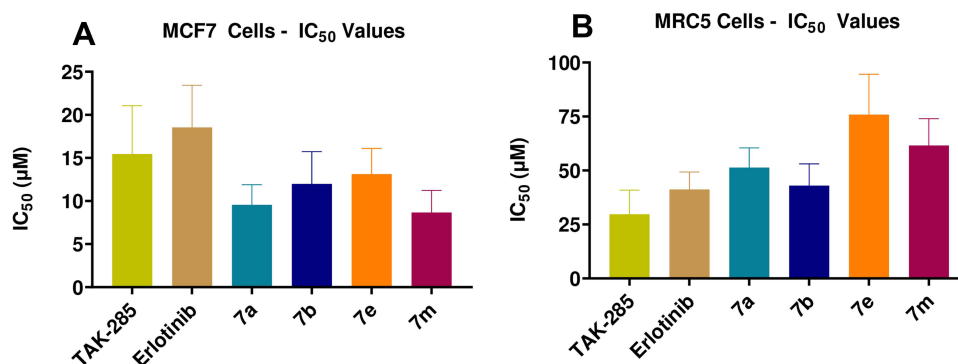 A
MCF7 Cells - IC50 Values
IC50 (µM)
25
20
15
10
5
0
TAK-285
Erlotinib
7a
7b
7e
7m
B
MRC5 Cells - IC50 Values
IC50 (µM)
100
75
50
25
0
TAK-285
Erlotinib
7a
7b
7e
7m